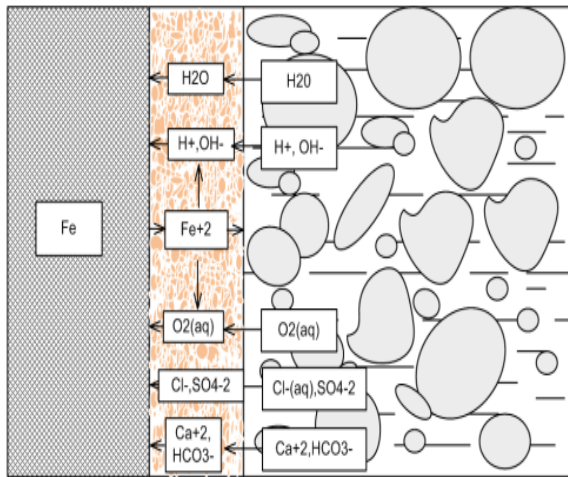 H2O
H20
H+,OH-
H+, OH-
Fe
Fe+2
O2(aq)
O2(aq)
Cl-,SO4-2
Cl-(aq),SO4-2
Ca+2,
HCO3-
Ca+2,HCO3-